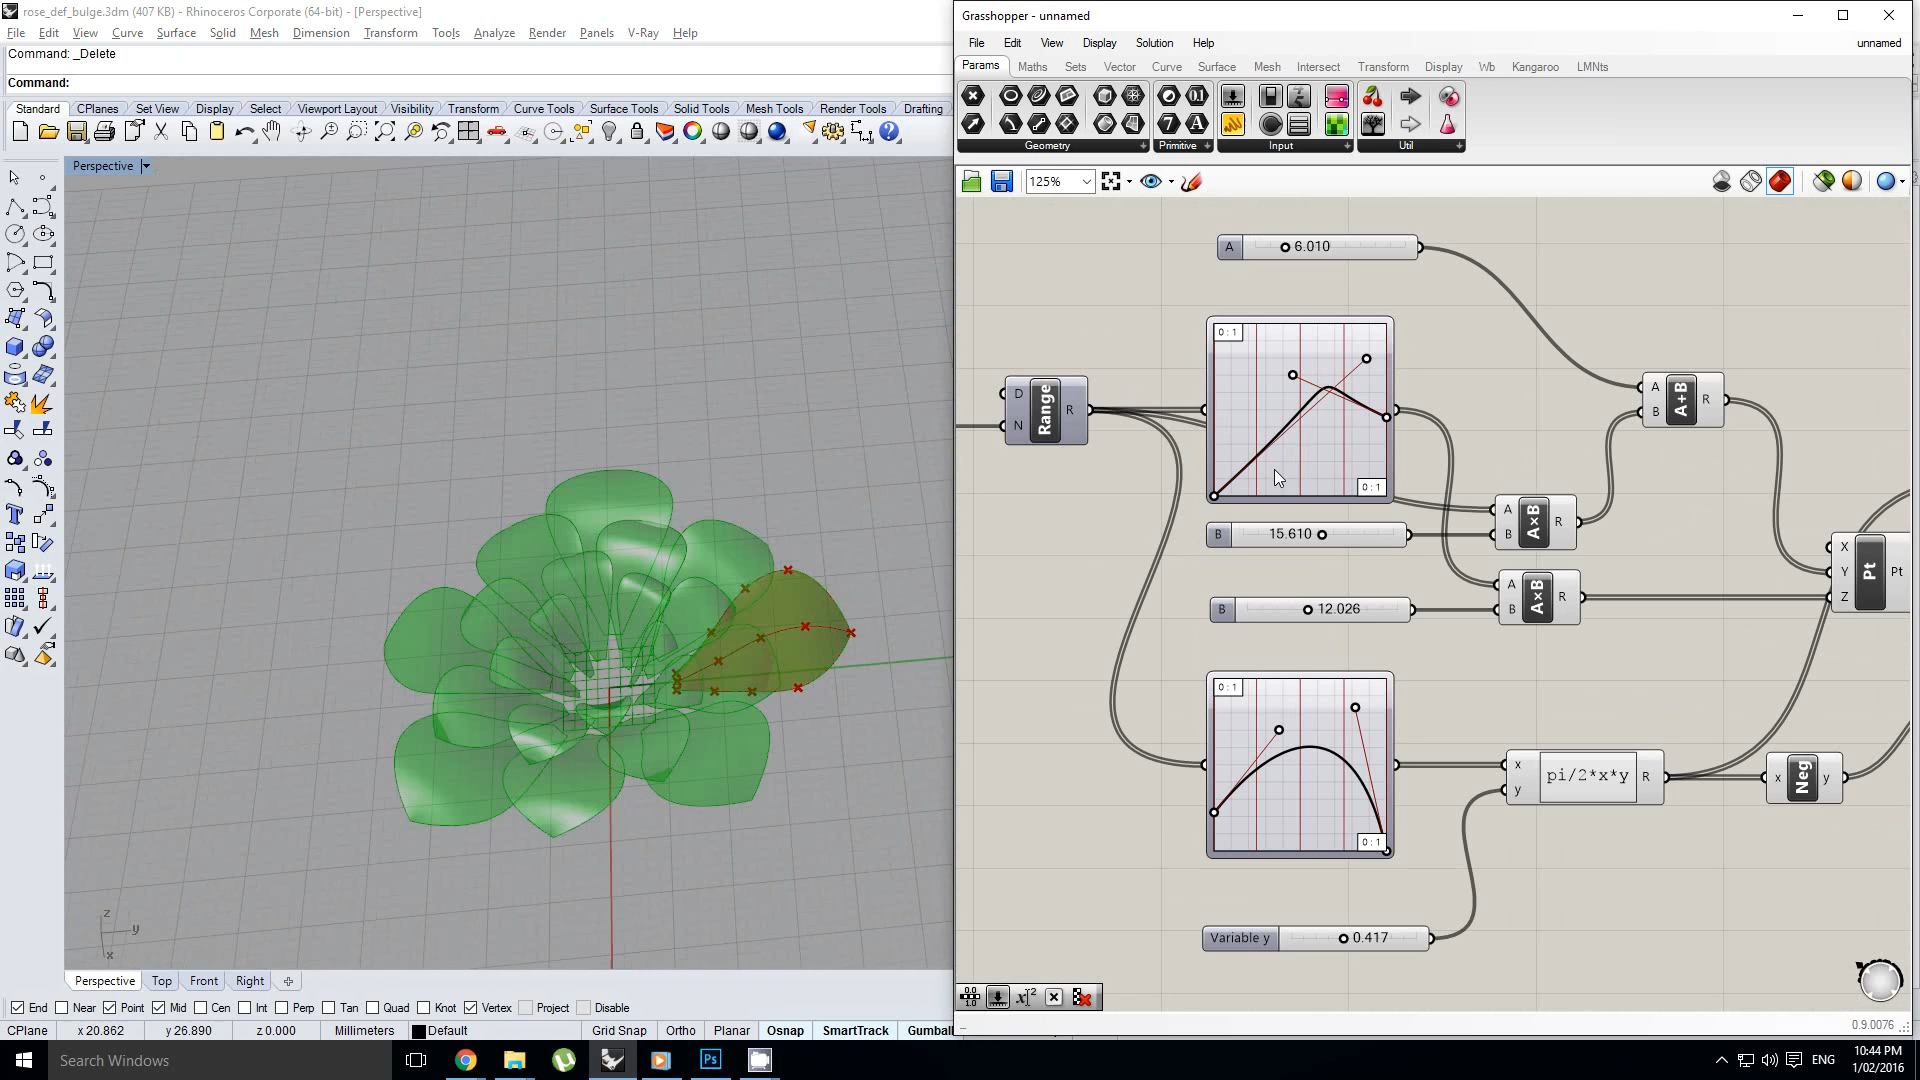 rose_def_bulge.3dm (407 KB) - Rhinoceros Corporate (64-bit) - [Perspective]
File Edit View Curve Surface Solid Mesh Dimension Transform Tools Analyze Render Panels V-Ray Help
Command: _Delete
Command:
Standard CPlanes Set View Display Select Viewport Layout Visibility Transform Curve Tools Surface Tools Solid Tools Mesh Tools Render Tools Drafting
Perspective
z
y
x
Perspective Top Front Right
End Near Point Mid Cen Int Perp Tan Quad Knot Vertex Project Disable
CPlane x 20.862 y 26.890 z 0.000 Millimeters Default Grid Snap Ortho Planar Osnap SmartTrack Gumball
Grasshopper - unnamed
File Edit View Display Solution Help unnamed
Params Maths Sets Vector Curve Surface Mesh Intersect Transform Display Wb Kangaroo LMNts
Geometry Primitive Input Util
125%
A 6.010
0 : 1
0 : 1
D
N
Range
R
A
B
A+B
R
B 15.610
A
B
A×B
R
B 12.026
A
B
A×B
R
X
Y
Z
Pt
Pt
0 : 1
0 : 1
x
y
pi/2*x*y R
x Neg y
Variable y 0.417
0.9.0076
Search Windows
Ps
ENG
10:44 PM
1/02/2016